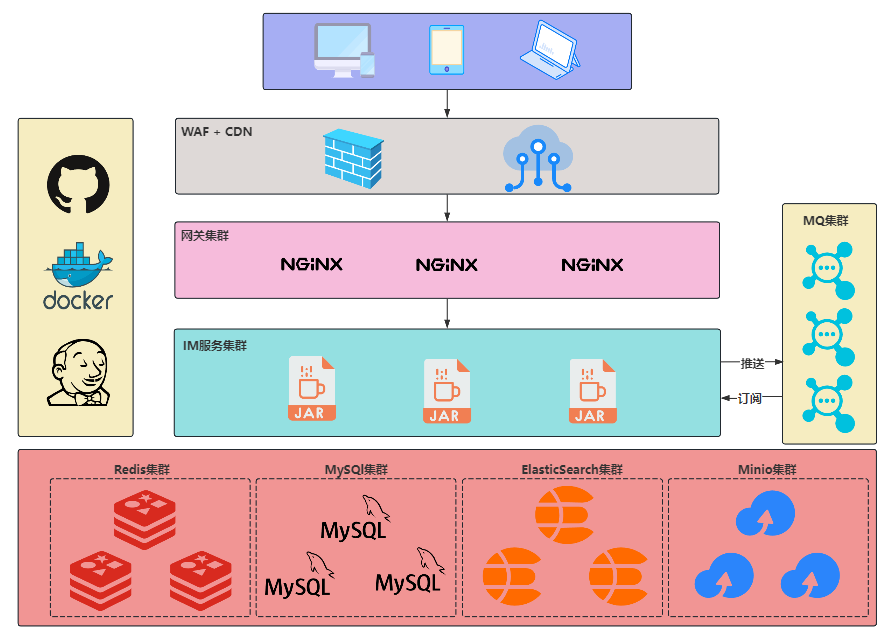 WAF + CDN
网关集群
NGiNX
NGiNX
NGiNX
MQ集群
docker
IM服务集群
JAR
JAR
JAR
推送
订阅
Redis集群
MySQl集群
ElasticSearch集群
Minio集群
MySQL
MySQL
MySQL